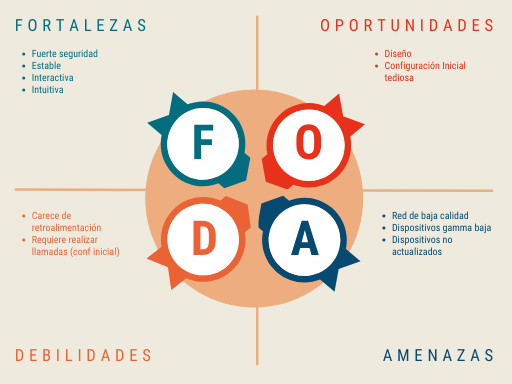 FORTALEZAS
Fuerte seguridad
Estable
Interactiva
Intuitiva
OPORTUNIDADES
Diseño
Configuración Inicial
tediosa
F
O
D
A
Carece de
retroalimentación
Requiere realizar
llamadas (conf inicial)
Red de baja calidad
Dispositivos gamma baja
Dispositivos no
actualizados
DEBILIDADES
AMENAZAS